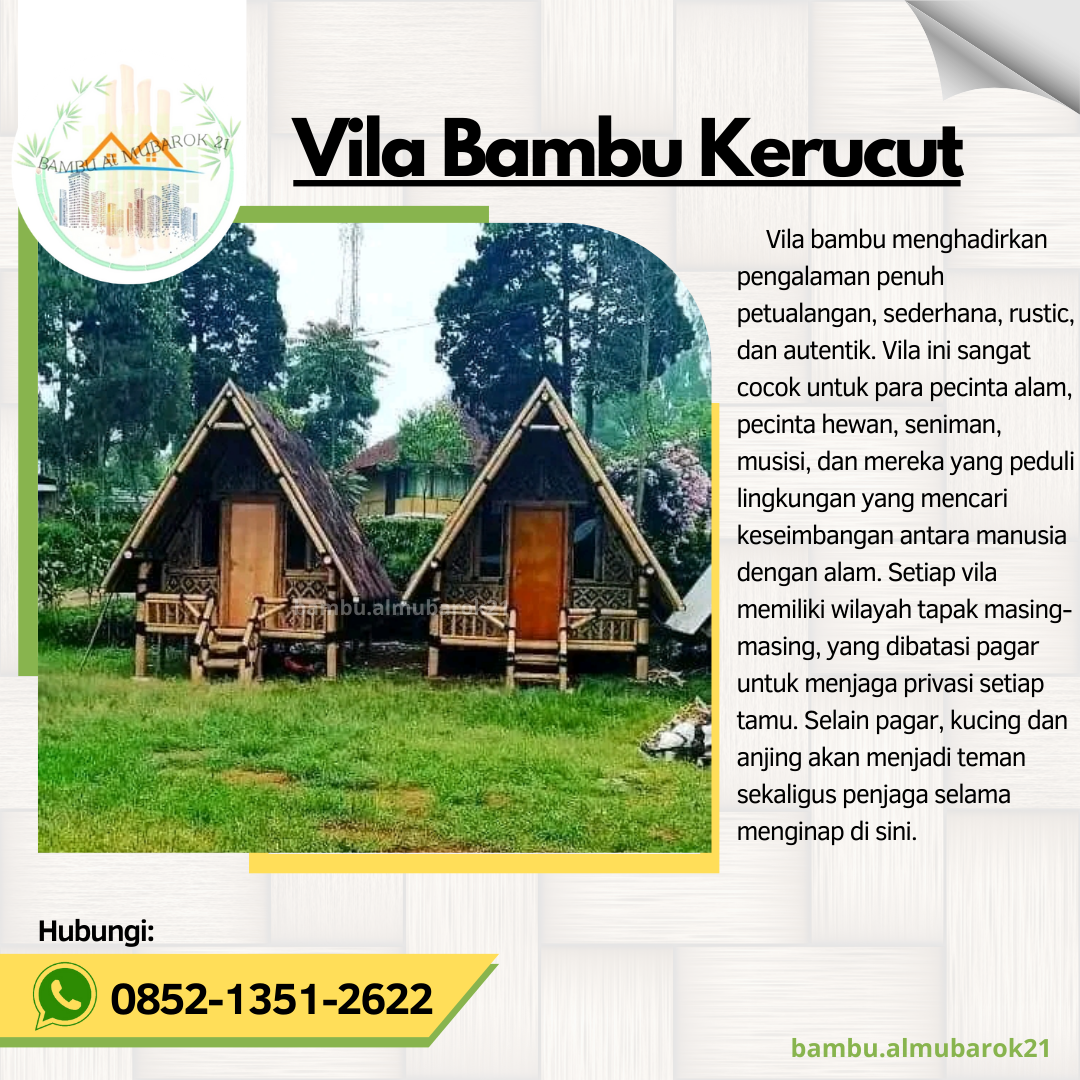 BAMBU AL MUBAROK 21
Vila Bambu Kerucut
Vila bambu menghadirkan
pengalaman penuh
petualangan, sederhana, rustic,
dan autentik. Vila ini sangat
cocok untuk para pecinta alam,
pecinta hewan, seniman,
musisi, dan mereka yang peduli
lingkungan yang mencari
keseimbangan antara manusia
dengan alam. Setiap vila
memiliki wilayah tapak masing-
masing, yang dibatasi pagar
untuk menjaga privasi setiap
tamu. Selain pagar, kucing dan
anjing akan menjadi teman
sekaligus penjaga selama
menginap di sini.
bambu.almubarok21
Hubungi:
0852-1351-2622
bambu.almubarok21